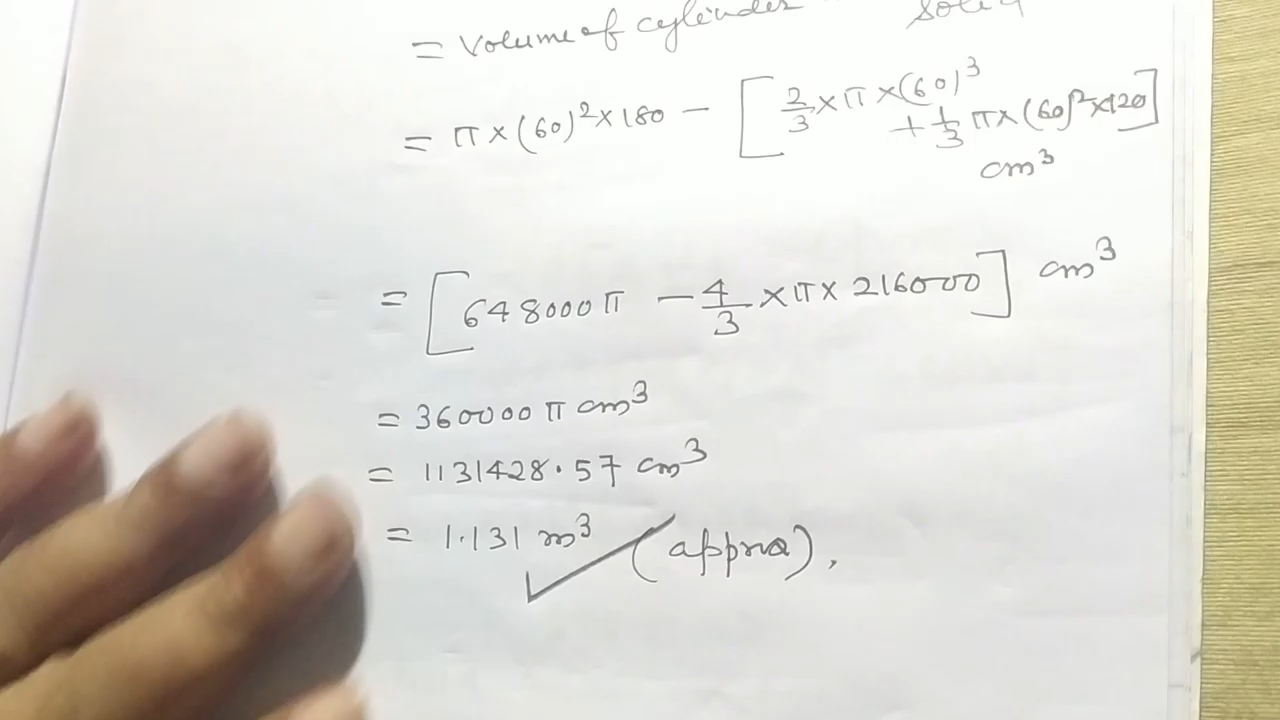 = Volume of cylinder
= π × (60)² × 180 − [ 2/3 × π × (60)³
+ 1/3 π × (60)² × 120 ]
cm³
= [ 648000 π − 4/3 × π × 216000 ] cm³
= 360000 π cm³
= 1131428.57 cm³
= 1.131 m³ (approx).